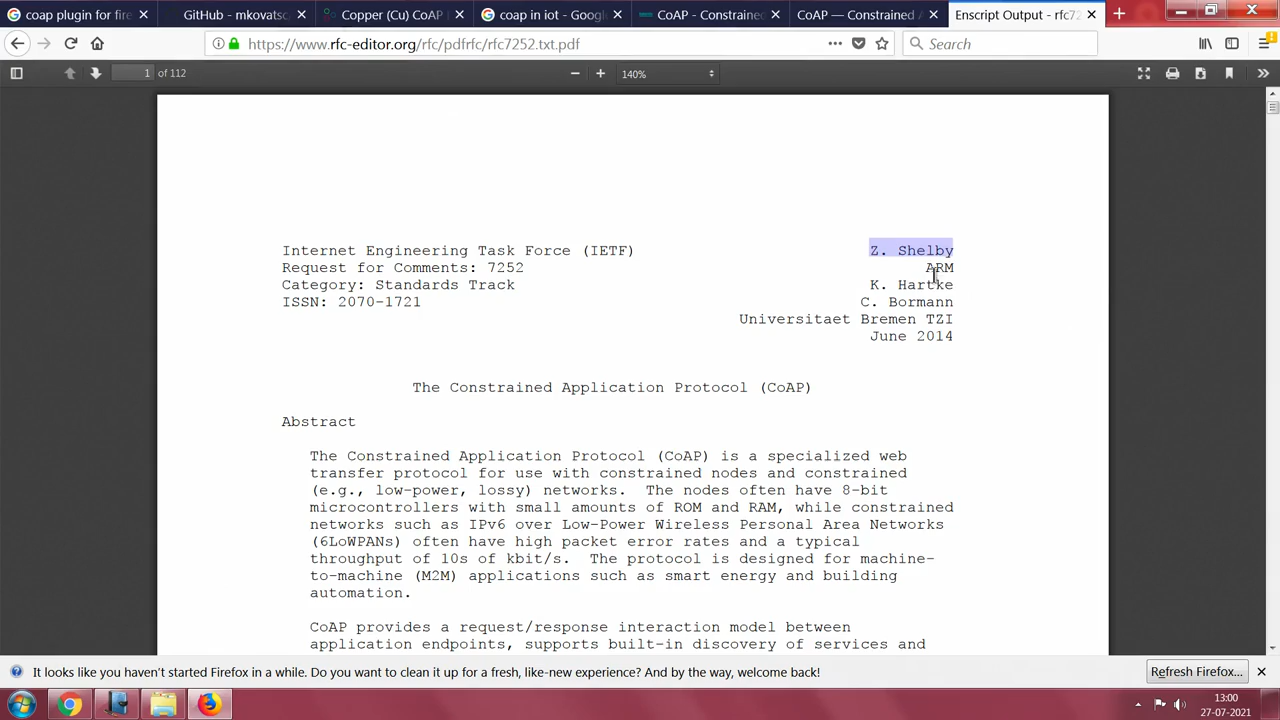 coap plugin for fire
GitHub - mkovatsc/
Copper (Cu) CoAP
coap in iot - Google
CoAP - Constrained
CoAP — Constrained A
Enscript Output - rfc72
https://www.rfc-editor.org/rfc/pdfrfc/rfc7252.txt.pdf
Search
1 of 112
140%
Internet Engineering Task Force (IETF) Z. Shelby
Request for Comments: 7252 ARM
Category: Standards Track K. Hartke
ISSN: 2070-1721 C. Bormann
Universitaet Bremen TZI
June 2014
The Constrained Application Protocol (CoAP)
Abstract
The Constrained Application Protocol (CoAP) is a specialized web
transfer protocol for use with constrained nodes and constrained
(e.g., low-power, lossy) networks. The nodes often have 8-bit
microcontrollers with small amounts of ROM and RAM, while constrained
networks such as IPv6 over Low-Power Wireless Personal Area Networks
(6LoWPANs) often have high packet error rates and a typical
throughput of 10s of kbit/s. The protocol is designed for machine-
to-machine (M2M) applications such as smart energy and building
automation.
CoAP provides a request/response interaction model between
application endpoints, supports built-in discovery of services and
It looks like you haven't started Firefox in a while. Do you want to clean it up for a fresh, like-new experience? And by the way, welcome back!
Refresh Firefox...
13:00
27-07-2021